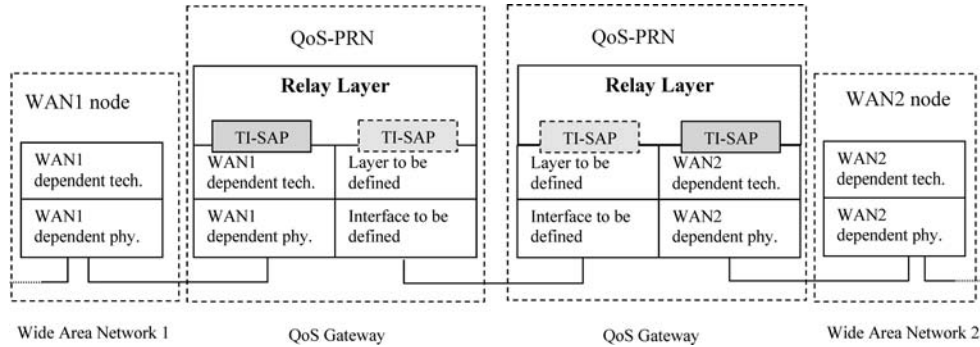 QoS-PRN
QoS-PRN
Relay Layer
Relay Layer
WAN1 node
WAN2 node
TI-SAP
TI-SAP
TI-SAP
TI-SAP
WAN1
dependent tech.
WAN1
dependent tech.
Layer to be
defined
Layer to be
defined
WAN2
dependent tech.
WAN2
dependent tech.
WAN1
dependent phy.
WAN1
dependent phy.
Interface to be
defined
Interface to be
defined
WAN2
dependent phy.
WAN2
dependent phy.
Wide Area Network 1
QoS Gateway
QoS Gateway
Wide Area Network 2